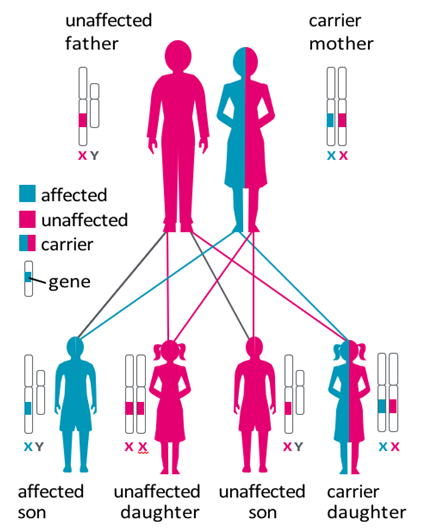 unaffected
father
carrier
mother
X Y
X X
affected
unaffected
carrier
gene
X Y
X X
X Y
X X
affected
son
unaffected
daughter
unaffected
son
carrier
daughter